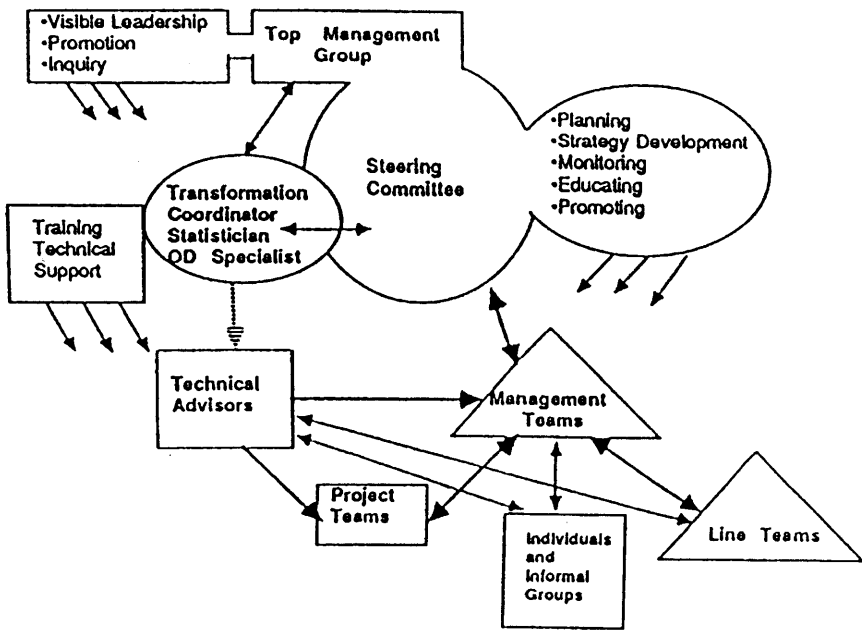 •Visible Leadership
•Promotion
•Inquiry
Top Management
Group
•Planning
•Strategy Development
•Monitoring
•Educating
•Promoting
Steering
Committee
Transformation
Coordinator
Statistician
OD Specialist
Training
Technical
Support
Technical
Advisors
Management
Teams
Project
Teams
Individuals
and
Informal
Groups
Line Teams